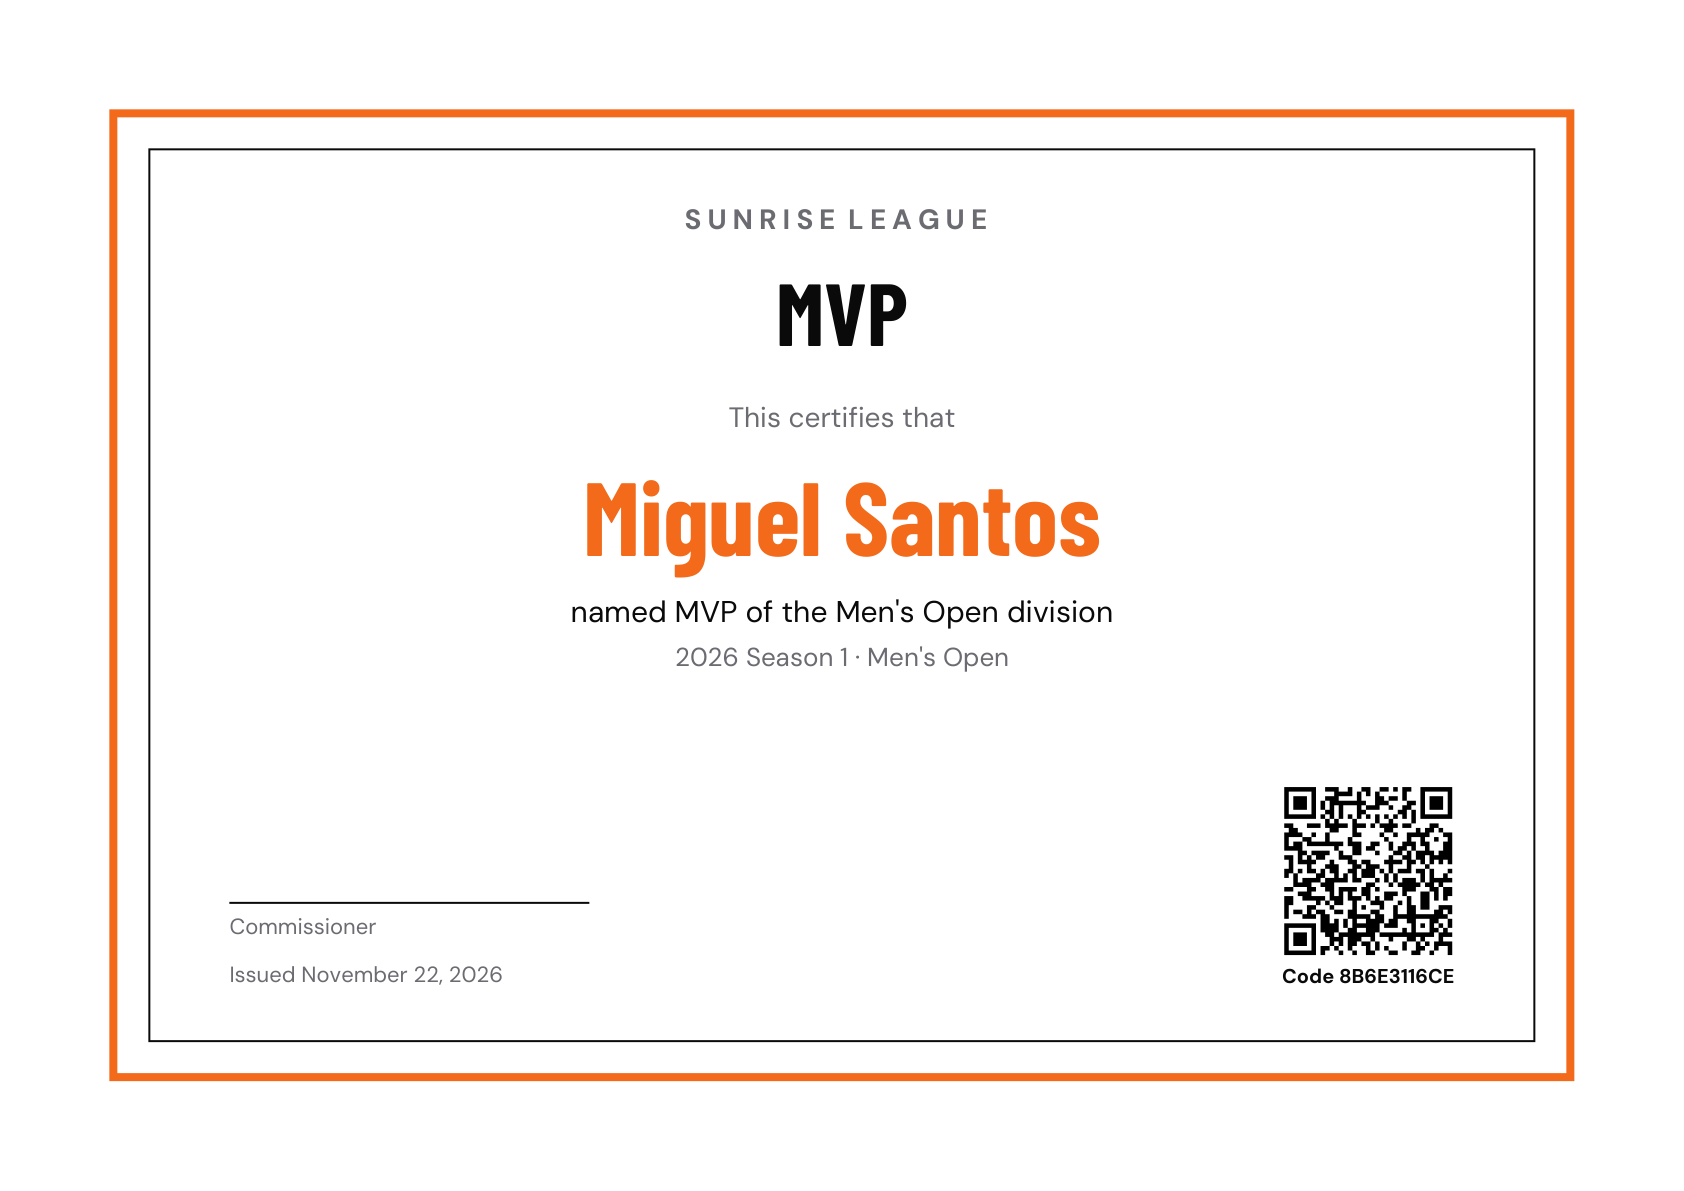 SUNRISE LEAGUE
MVP
This certifies that
Miguel Santos
named MVP of the Men's Open division
2026 Season 1 · Men's Open
Commissioner
Issued November 22, 2026
Code 8B6E3116CE